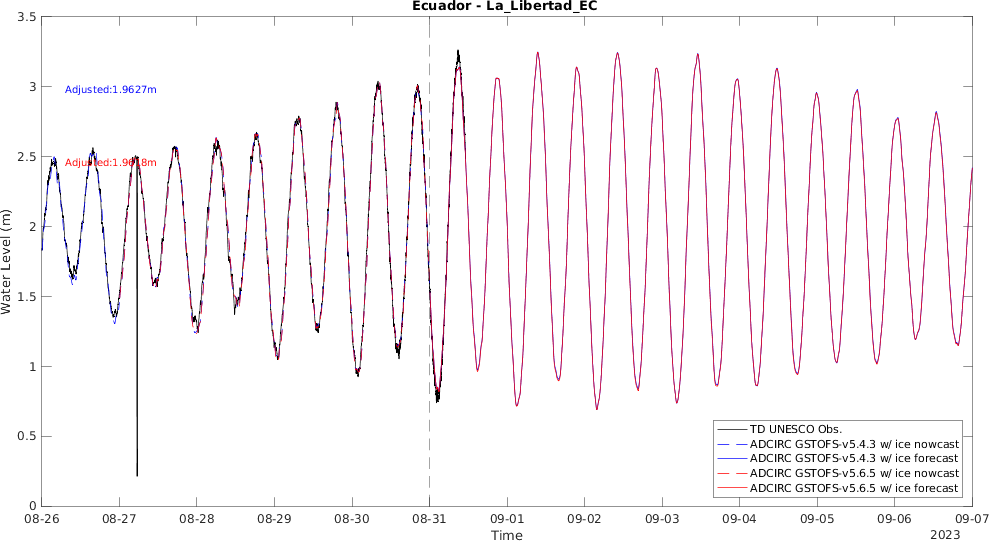 Ecuador - La_Libertad_EC
Water Level (m)
3.5
3
2.5
2
1.5
1
0.5
0
Adjusted:1.9627m
TD UNESCO Obs.
ADCIRC GSTOFS-v5.4.3 w/ ice nowcast
ADCIRC GSTOFS-v5.4.3 w/ ice forecast
ADCIRC GSTOFS-v5.6.5 w/ ice nowcast
ADCIRC GSTOFS-v5.6.5 w/ ice forecast
08-26 08-27 08-28 08-29 08-30 08-31 09-01 09-02 09-03 09-04 09-05 09-06 09-07
Time
2023